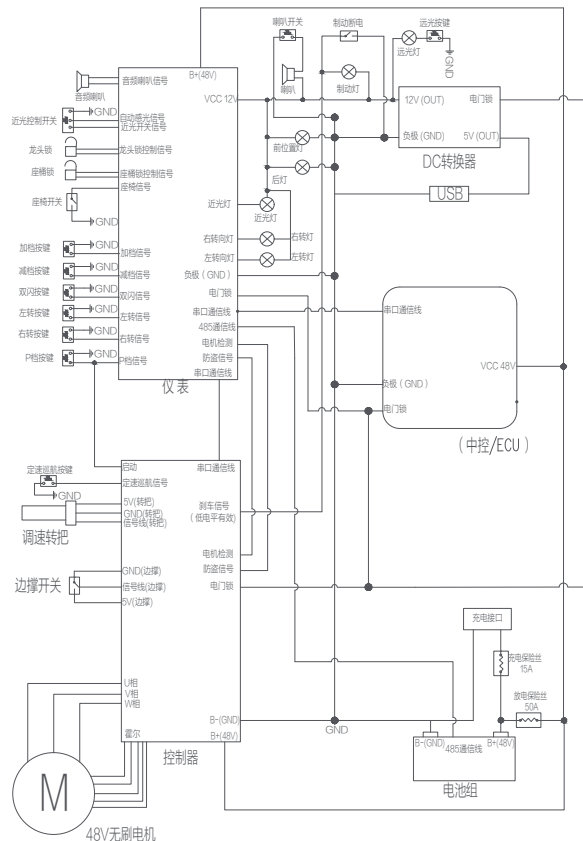 喇叭开关
制动断电
远光灯
远光按键
GND
喇叭
制动灯
音频喇叭
音频喇叭信号
B+(48V)
VCC 12V
12V (OUT)
电门锁
负极 (GND)
5V (OUT)
DC转换器
USB
近光控制开关
GND
自动感光信号
近光开关信号
龙头锁
龙头锁控制信号
座桶锁
座桶锁控制信号
座椅开关
座椅信号
GND
前位置灯
后灯
近光灯
近光灯
右转向灯
右转灯
左转向灯
左转灯
加档按键
GND
加档信号
减档按键
GND
减档信号
双闪按键
GND
双闪信号
左转按键
GND
左转信号
右转按键
GND
右转信号
P档按键
GND
P档信号
负极 (GND)
电门锁
串口通信线
485通信线
电机检测
防盗信号
串口通信线
仪表
串口通信线
VCC 48V
负极 (GND)
电门锁
(中控/ECU)
启动
串口通信线
定速巡航按键
定速巡航信号
GND
5V(转把)
GND(转把)
信号线(转把)
调速转把
刹车信号
(低电平有效)
电机检测
防盗信号
电门锁
边撑开关
GND(边撑)
信号线(边撑)
5V(边撑)
U相
V相
W相
霍尔
B-(GND)
B+(48V)
控制器
M
48V无刷电机
GND
充电接口
充电保险丝
15A
放电保险丝
50A
B-(GND)
485通信线
B+(48V)
电池组